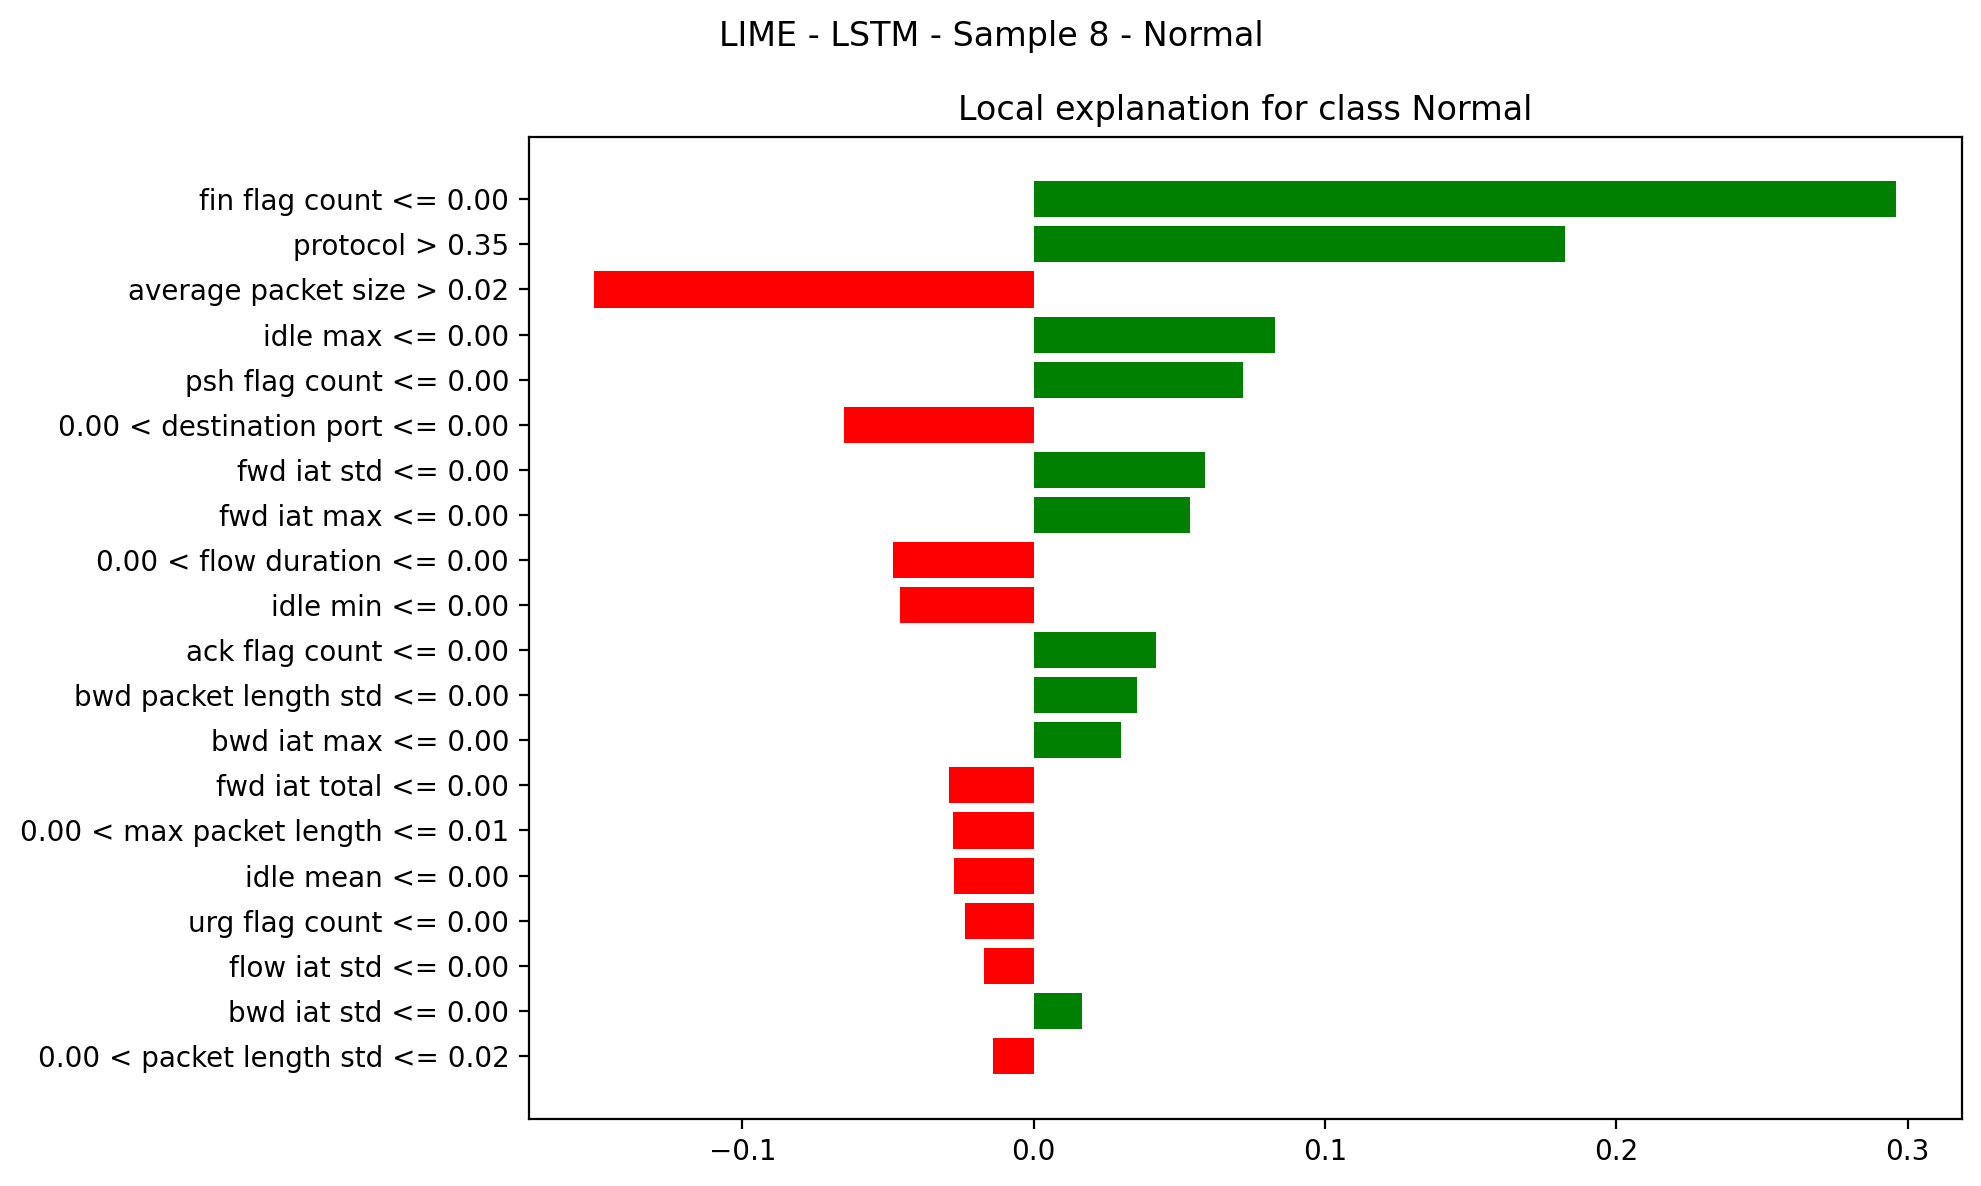 LIME - LSTM - Sample 8 - Normal
Local explanation for class Normal
fin flag count <= 0.00
protocol > 0.35
average packet size > 0.02
idle max <= 0.00
psh flag count <= 0.00
0.00 < destination port <= 0.00
fwd iat std <= 0.00
fwd iat max <= 0.00
0.00 < flow duration <= 0.00
idle min <= 0.00
ack flag count <= 0.00
bwd packet length std <= 0.00
bwd iat max <= 0.00
fwd iat total <= 0.00
0.00 < max packet length <= 0.01
idle mean <= 0.00
urg flag count <= 0.00
flow iat std <= 0.00
bwd iat std <= 0.00
0.00 < packet length std <= 0.02
−0.1 0.0 0.1 0.2 0.3